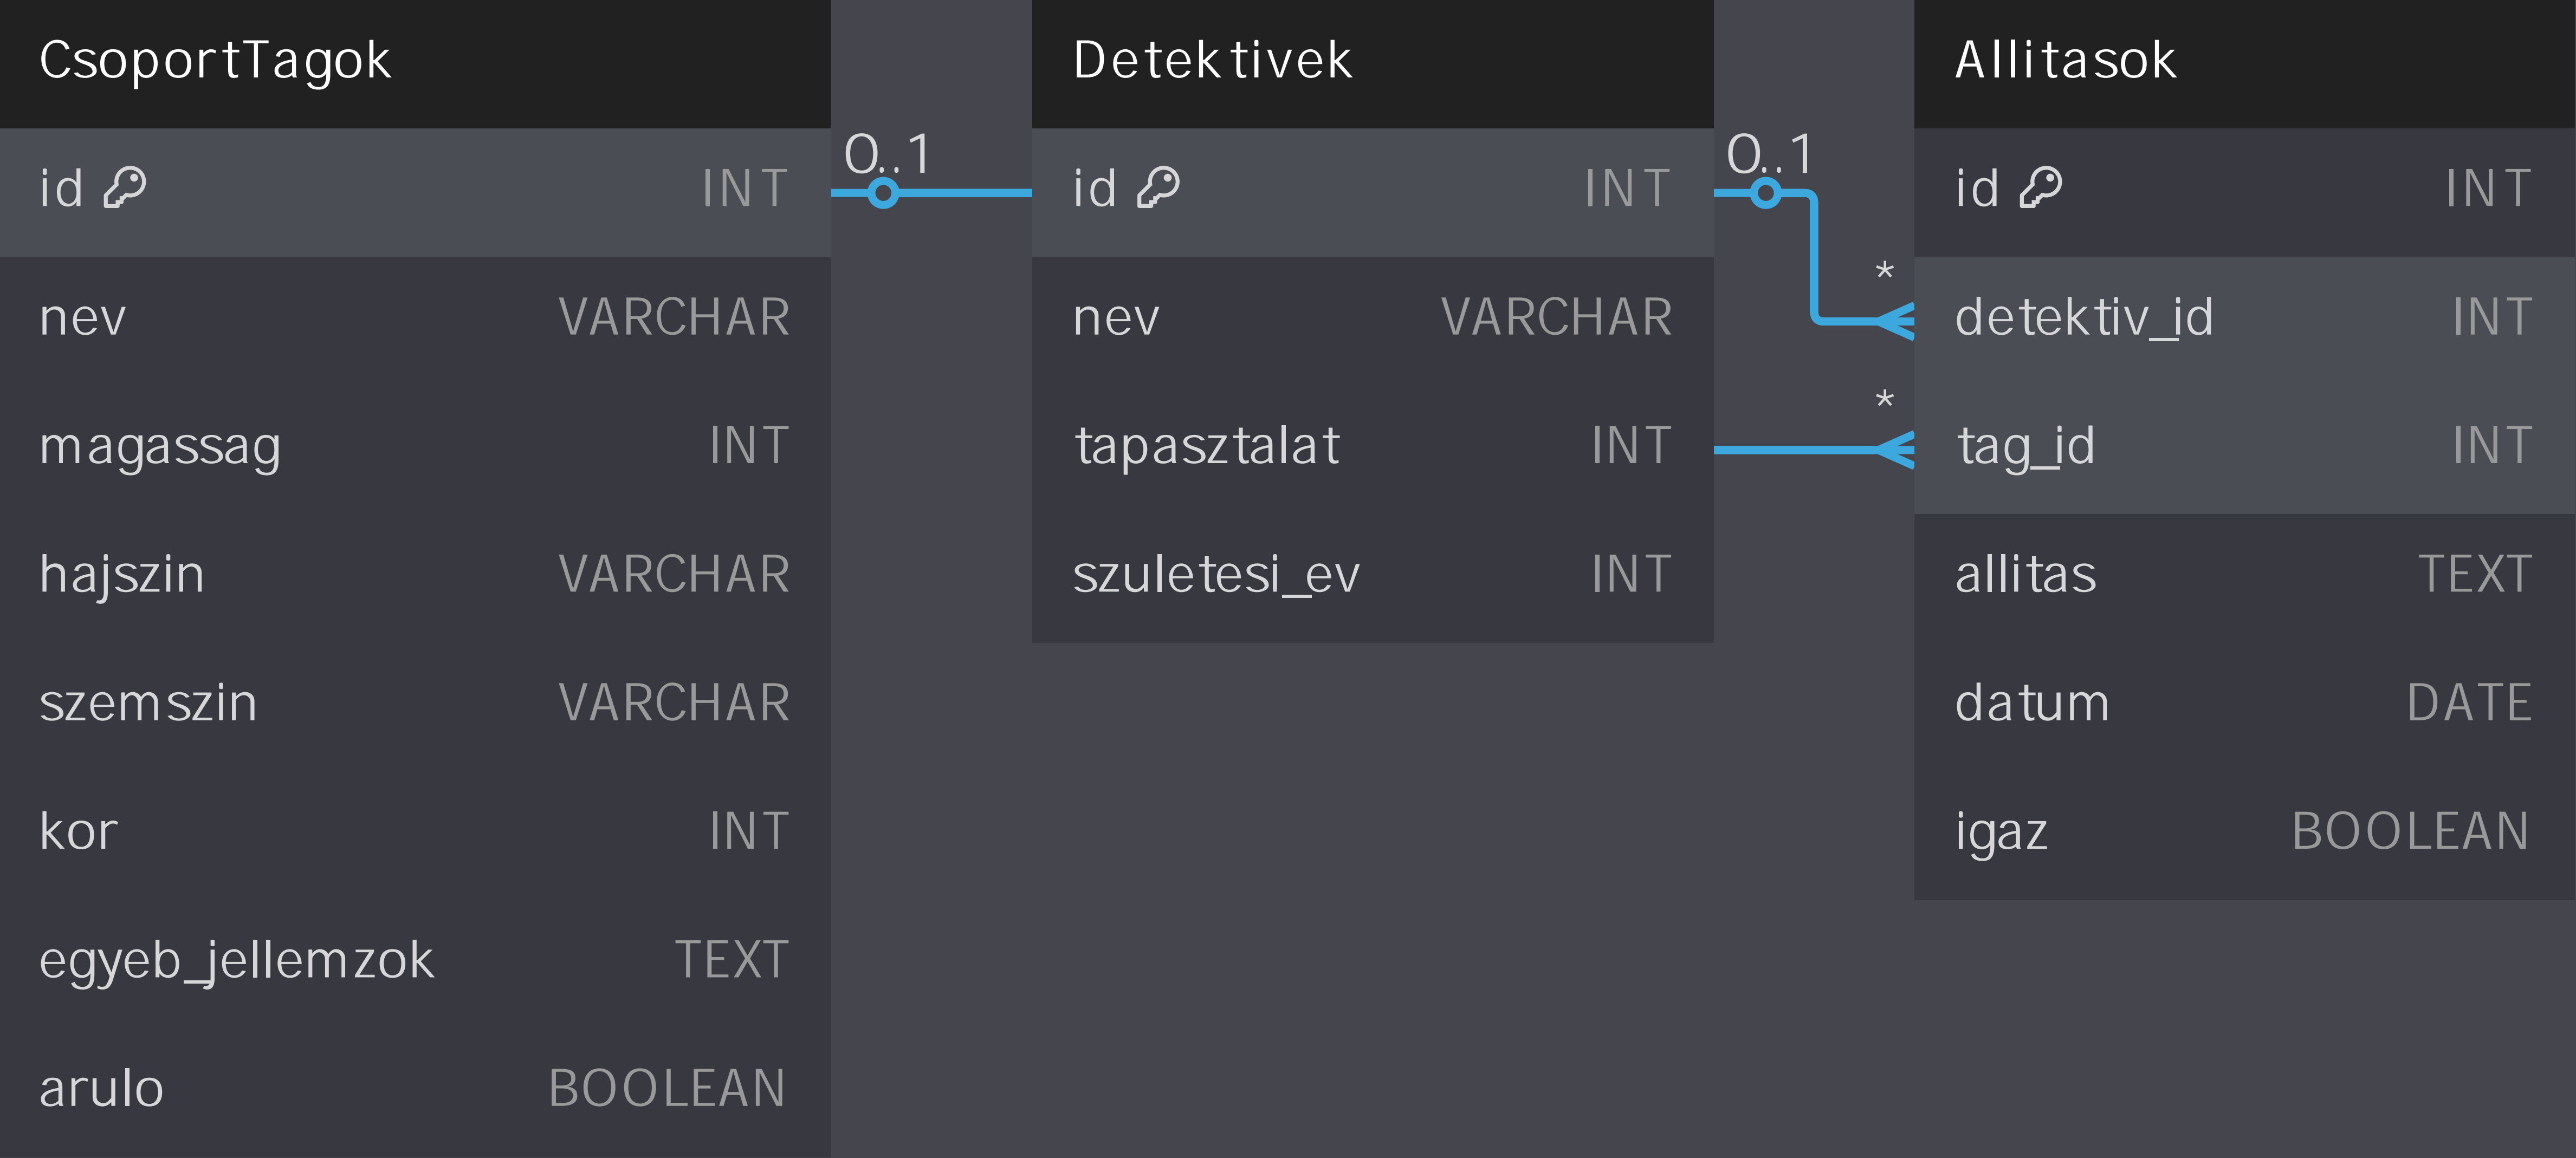 CsoportTagok
id INT
nev VARCHAR
magassag INT
hajszin VARCHAR
szemszin VARCHAR
kor INT
egyeb_jellemzok TEXT
arulo BOOLEAN
0..1
Detektivek
id INT
nev VARCHAR
tapasztalat INT
szuletesi_ev INT
0..1
*
*
Allitasok
id INT
detektiv_id INT
tag_id INT
allitas TEXT
datum DATE
igaz BOOLEAN